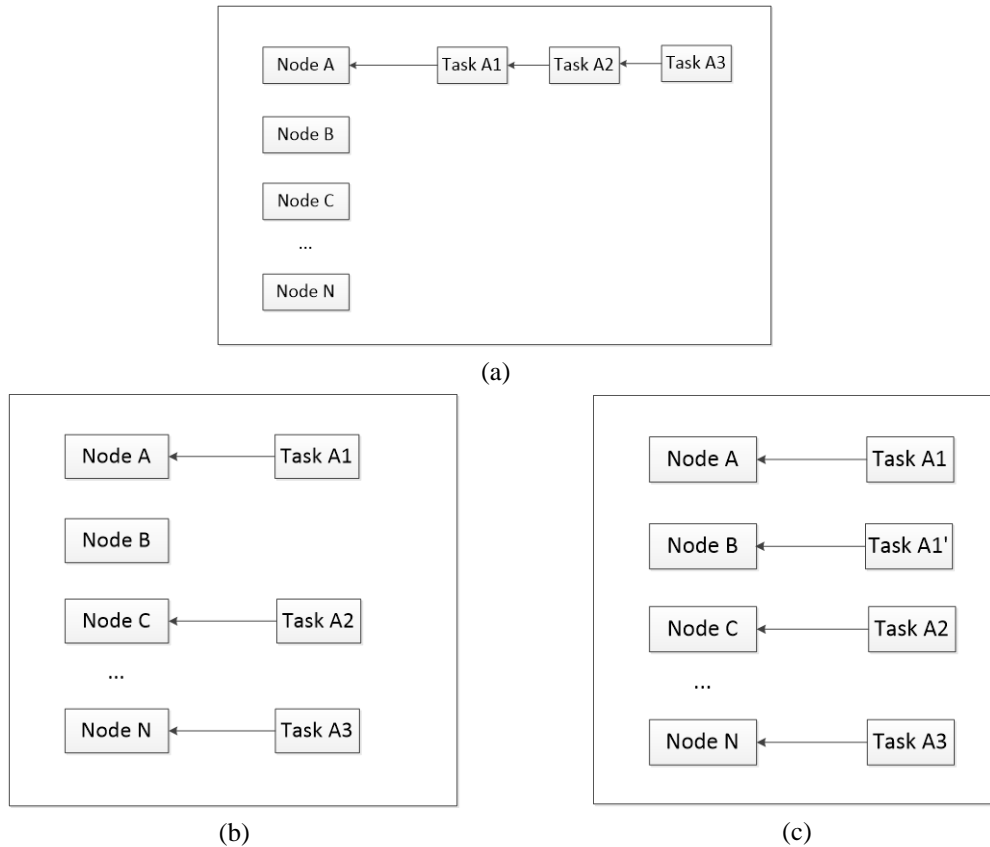 Node A Task A1 Task A2 Task A3
Node B
Node C
...
Node N
(a)
Node A Task A1
Node B
Node C Task A2
...
Node N Task A3
(b)
Node A Task A1
Node B Task A1'
Node C Task A2
...
Node N Task A3
(c)